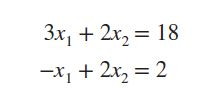 3x₁ + 2x₂ = 18
−x₁ + 2x₂ = 2